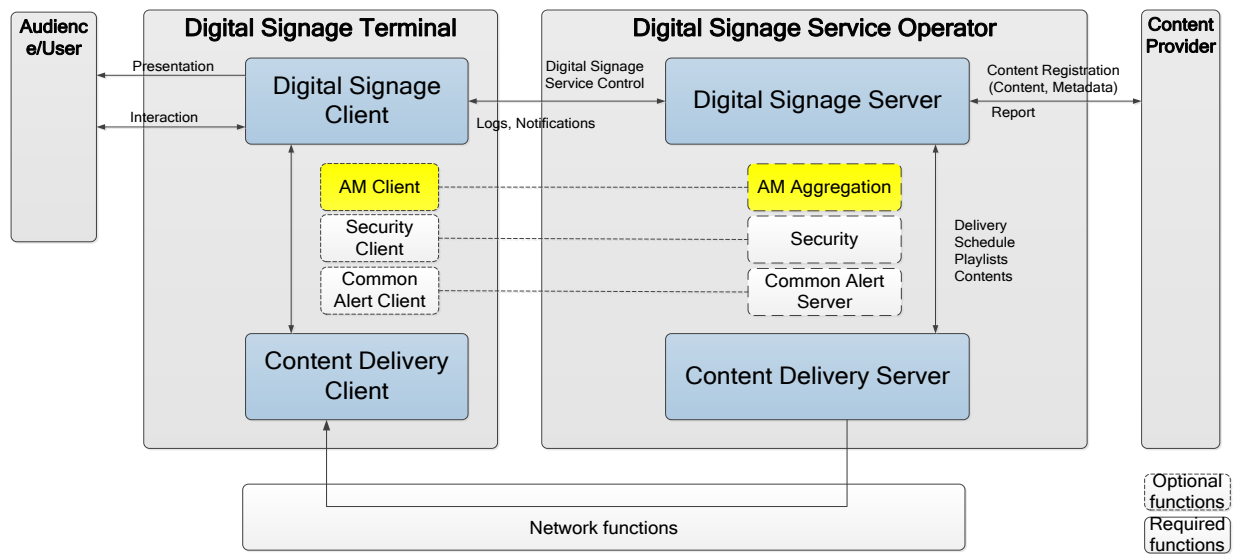 Audienc
e/User
Digital Signage Terminal
Digital Signage Service Operator
Content
Provider
Presentation
Interaction
Digital Signage
Client
Digital Signage
Service Control
Logs, Notifications
Digital Signage Server
Content Registration
(Content, Metadata)
Report
AM Client
AM Aggregation
Security
Client
Security
Common
Alert Client
Common Alert
Server
Delivery
Schedule
Playlists
Contents
Content Delivery
Client
Content Delivery Server
Network functions
Optional
functions
Required
functions